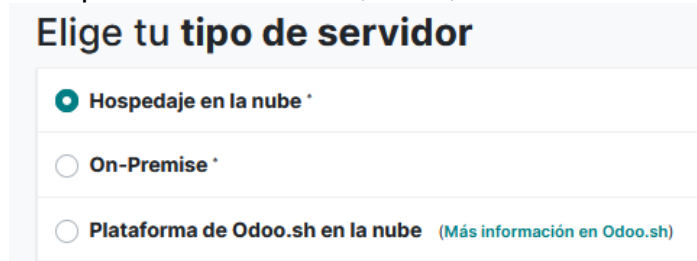 Elige tu tipo de servidor
Hospedaje en la nube *
On-Premise *
Plataforma de Odoo.sh en la nube (Más información en Odoo.sh)